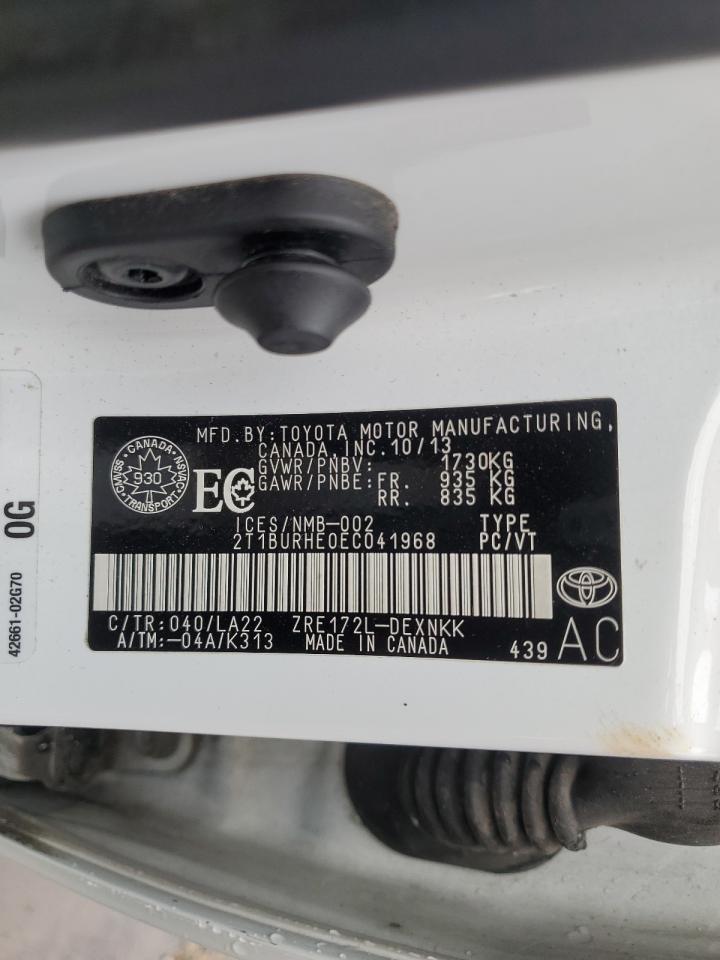 MFD.BY:TOYOTA MOTOR MANUFACTURING,
CANADA,INC.10/13
GVWR/PNBV: 1730KG
GAWR/PNBE: FR. 935 KG
RR. 835 KG
CANADA
CMVSS 930 NSVAC
TRANSPORT
EC
ICES/NMB-002 TYPE
2T1BURHE0EC041968 PC/VT
C/TR:040/LA22 ZRE172L-DEXNKK
A/TM:-04A/K313 MADE IN CANADA 439 AC
0G
42661-02G70